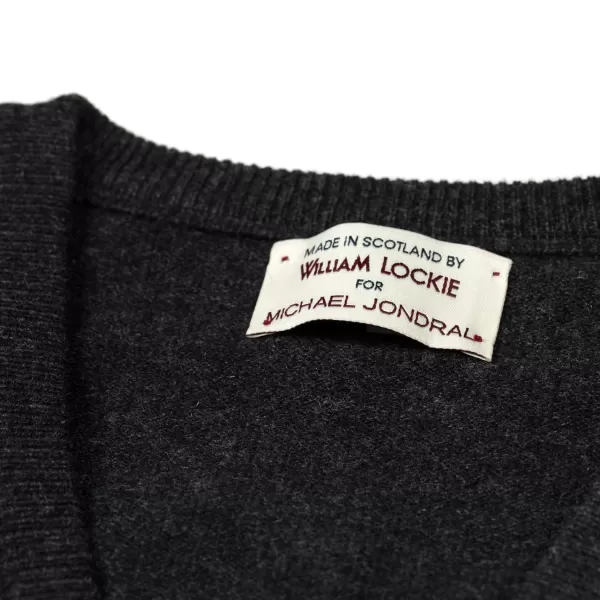 MADE IN SCOTLAND BY
WILLIAM LOCKIE
FOR
MICHAEL JONDRAL